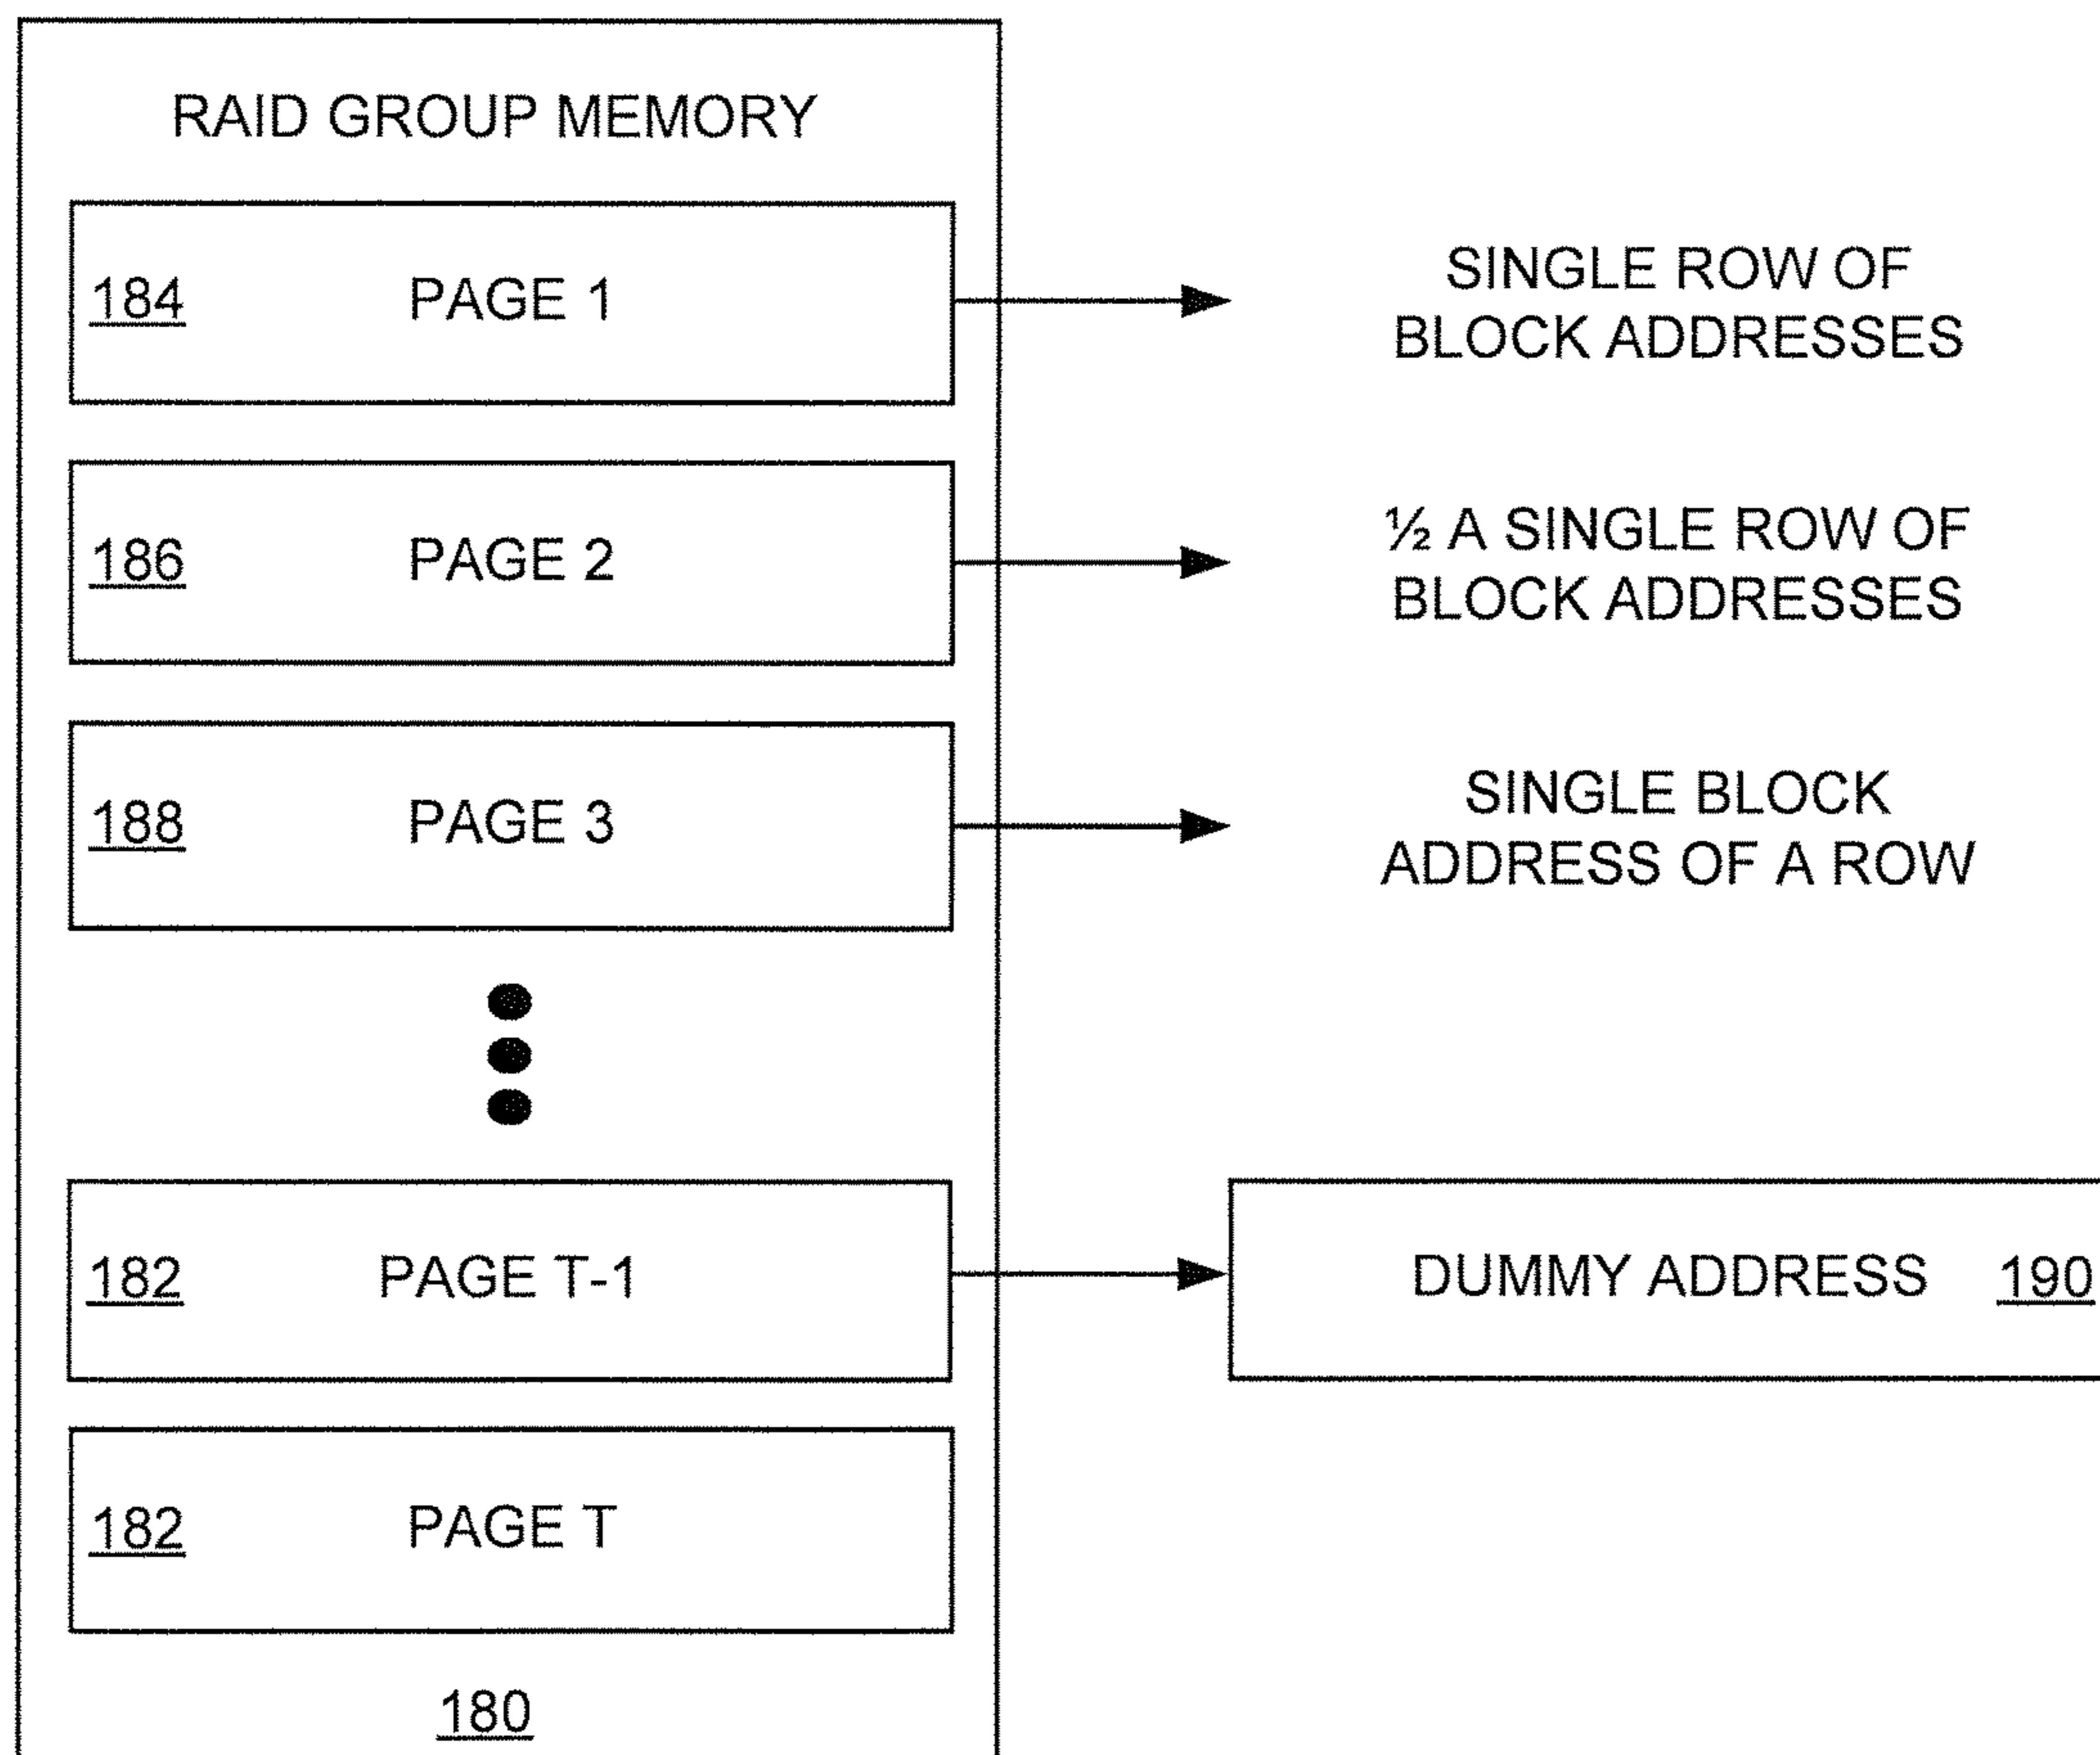 RAID GROUP MEMORY
184 PAGE 1
SINGLE ROW OF
BLOCK ADDRESSES
186 PAGE 2
½ A SINGLE ROW OF
BLOCK ADDRESSES
188 PAGE 3
SINGLE BLOCK
ADDRESS OF A ROW
182 PAGE T-1
DUMMY ADDRESS 190
182 PAGE T
180